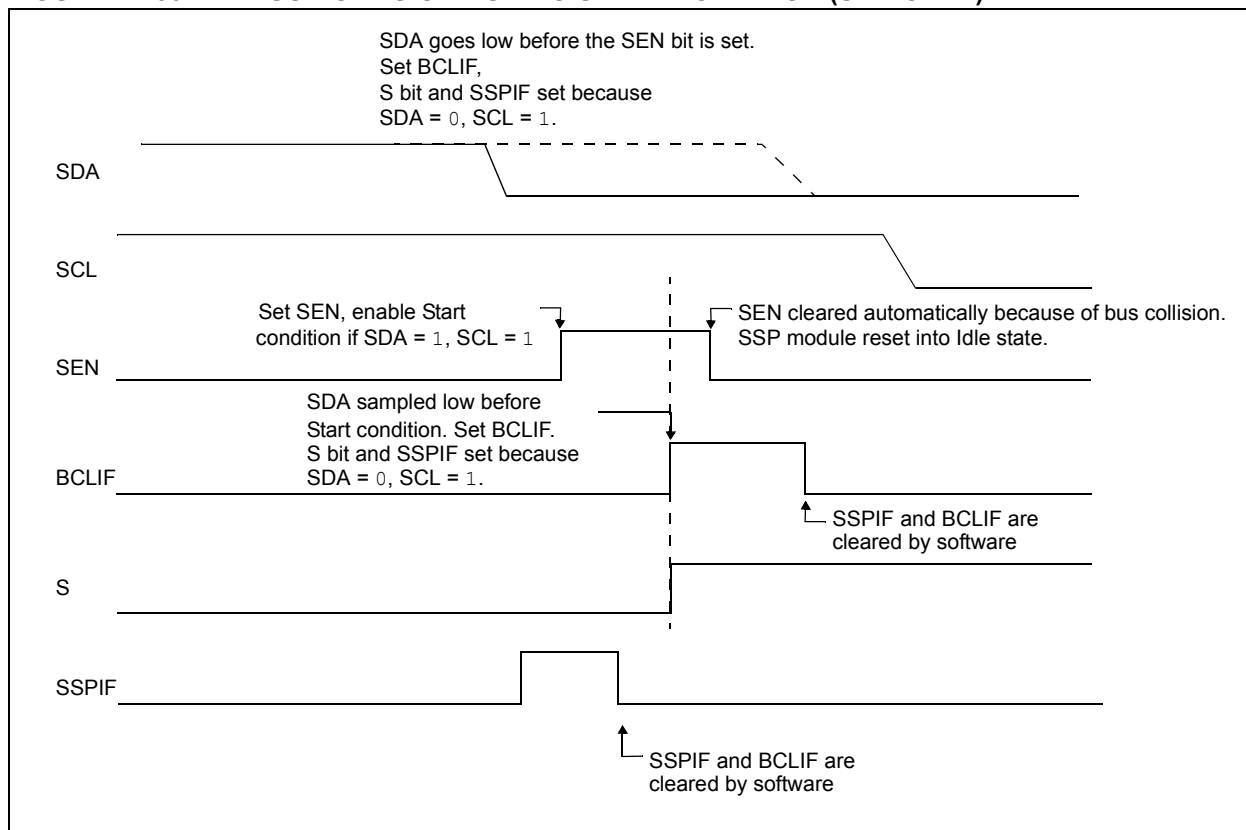 SDA goes low before the SEN bit is set.
Set BCLIF,
S bit and SSPIF set because
SDA = 0, SCL = 1.
SDA
SCL
Set SEN, enable Start
condition if SDA = 1, SCL = 1
SEN cleared automatically because of bus collision.
SSP module reset into Idle state.
SEN
SDA sampled low before
Start condition. Set BCLIF.
S bit and SSPIF set because
SDA = 0, SCL = 1.
BCLIF
SSPIF and BCLIF are
cleared by software
S
SSPIF
SSPIF and BCLIF are
cleared by software